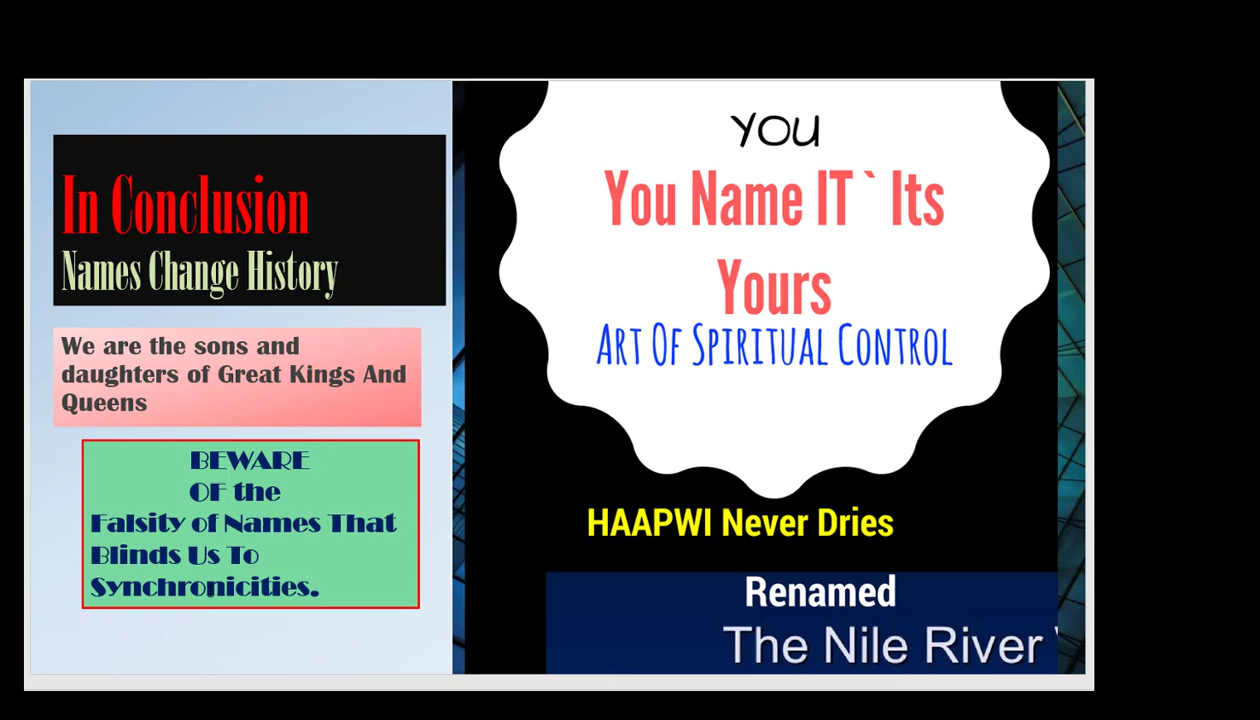 In Conclusion
Names Change History
We are the sons and
daughters of Great Kings And
Queens
BEWARE
OF the
Falsity of Names That
Blinds Us To
Synchronicities.
YOU
You Name IT ` Its
Yours
Art Of Spiritual Control
HAAPWI Never Dries
Renamed
The Nile River